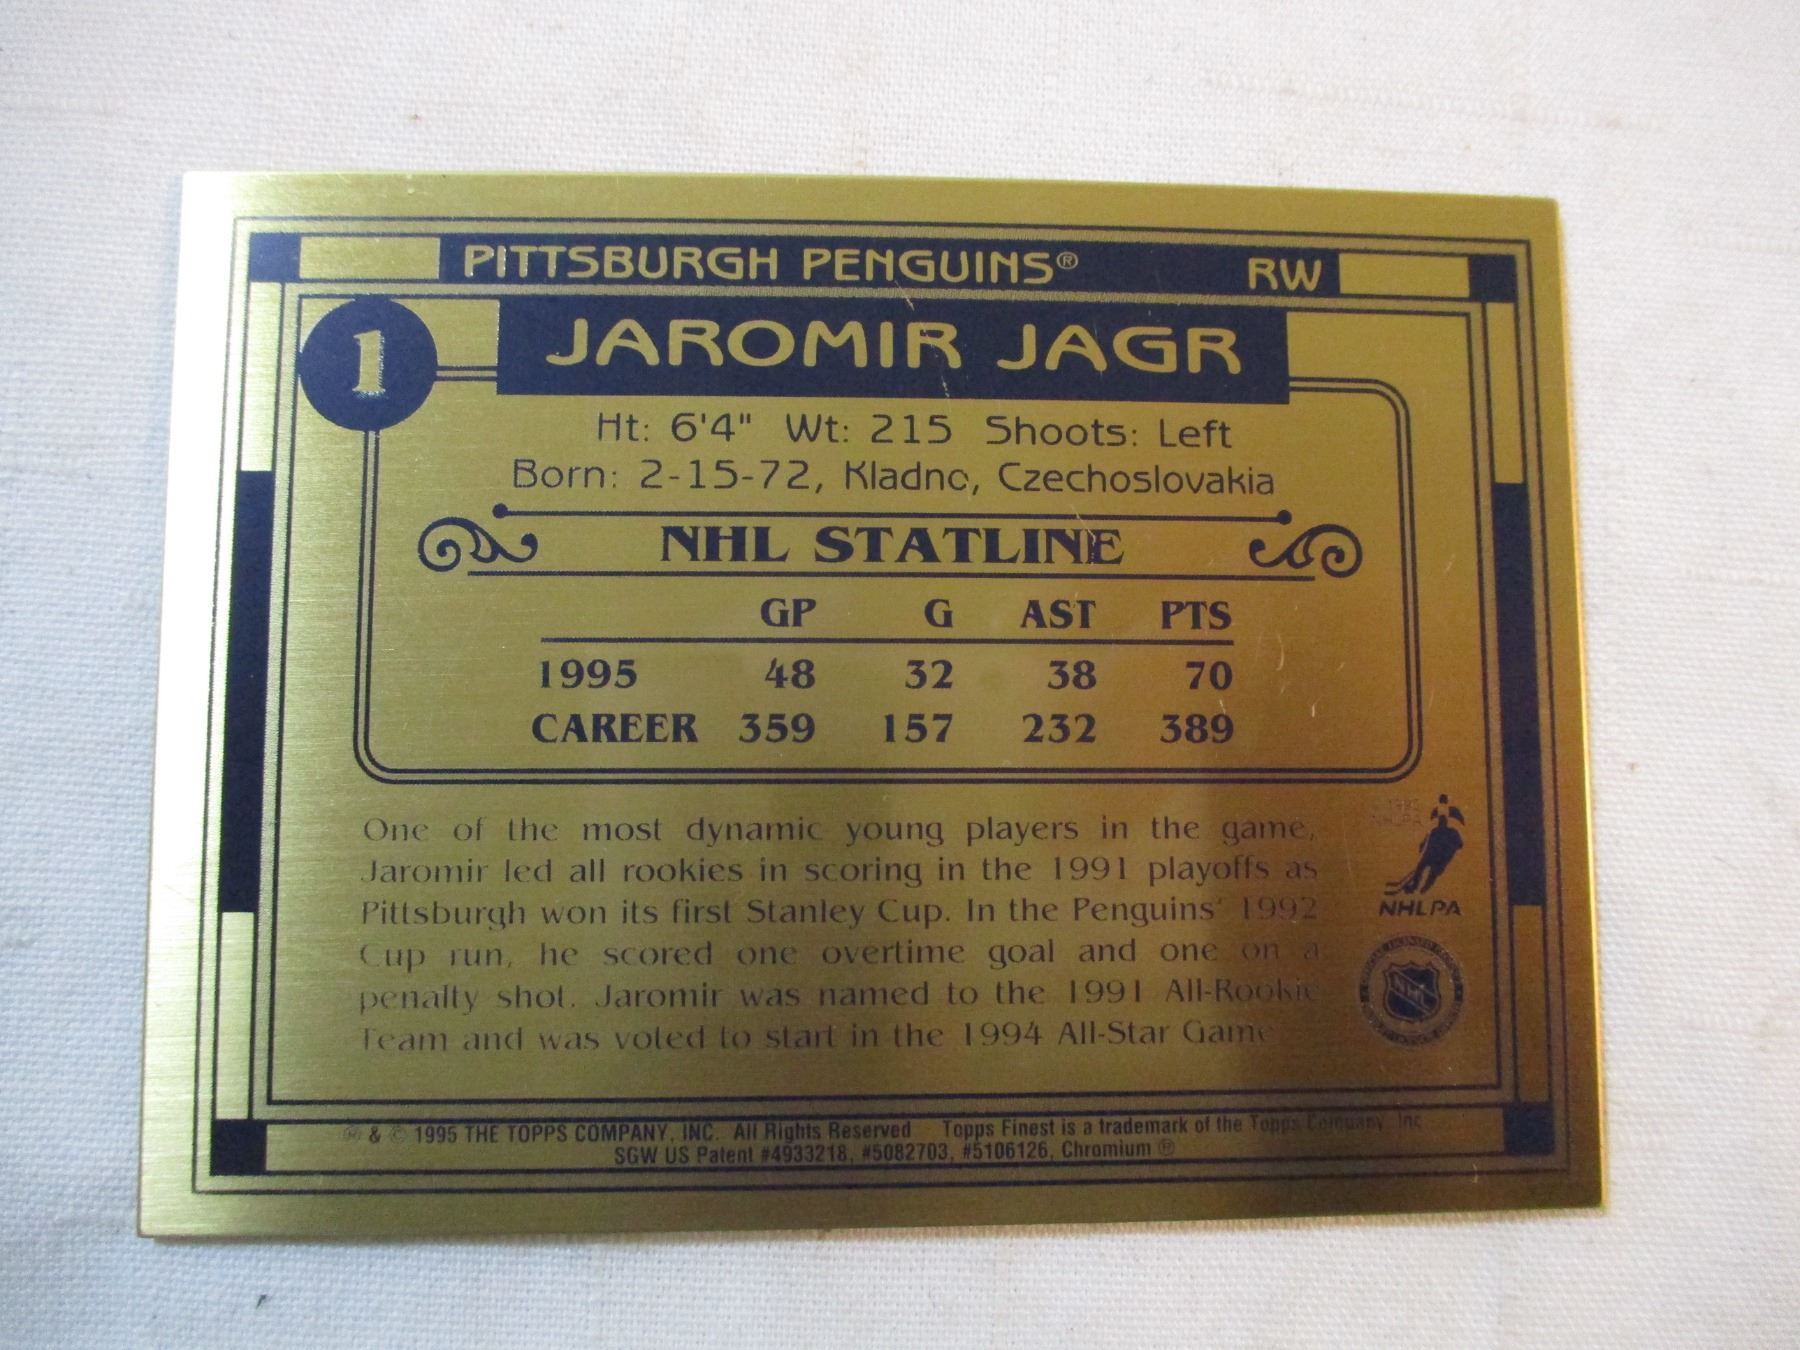 PITTSBURGH PENGUINS® RW
1 JAROMIR JAGR
Ht: 6'4" Wt: 215 Shoots: Left
Born: 2-15-72, Kladno, Czechoslovakia
NHL STATLINE
GP G AST PTS
1995 48 32 38 70
CAREER 359 157 232 389
One of the most dynamic young players in the game,
Jaromir led all rookies in scoring in the 1991 playoffs as
Pittsburgh won its first Stanley Cup. In the Penguins' 1992
Cup run, he scored one overtime goal and one on a
penalty shot. Jaromir was named to the 1991 All-Rookie
Team and was voted to start in the 1994 All-Star Game
NHLPA
NHL
® & © 1995 THE TOPPS COMPANY, INC. All Rights Reserved Topps Finest is a trademark of the Topps Company, Inc
SGW US Patent #4933218, #5082703, #5106126, Chromium ®